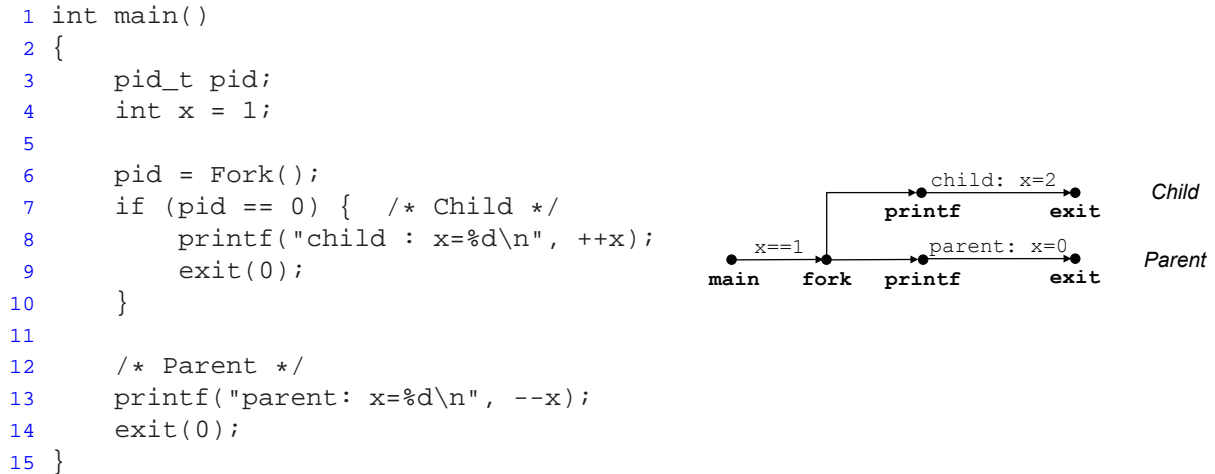 1 int main()
2 {
3     pid_t pid;
4     int x = 1;
5
6     pid = Fork();
7     if (pid == 0) {  /* Child */
8         printf("child : x=%d\n", ++x);
9         exit(0);
10     }
11
12     /* Parent */
13     printf("parent: x=%d\n", --x);
14     exit(0);
15 }
child: x=2
printf exit
Child
x==1 parent: x=0
main fork printf exit
Parent